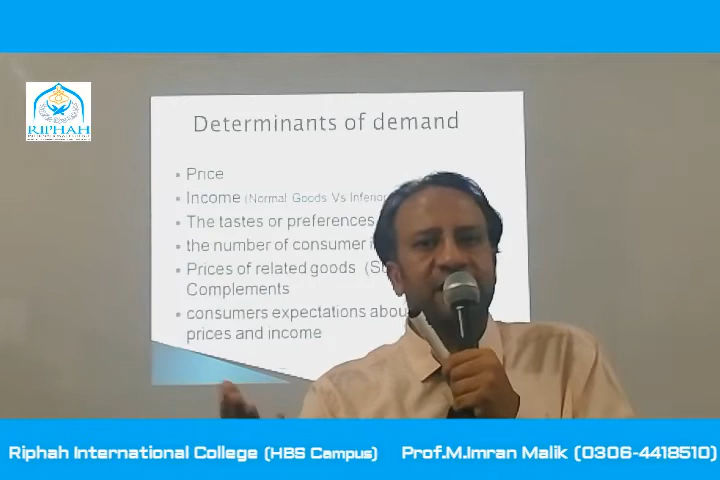 RIPHAH
Determinants of demand
• Price
• Income (Normal Goods Vs Inferior
• The tastes or preferences
• the number of consumer
• Prices of related goods (Su
Complements
• consumers expectations abou
prices and income
Riphah International College (HBS Campus) Prof.M.Imran Malik (0306-4418510)